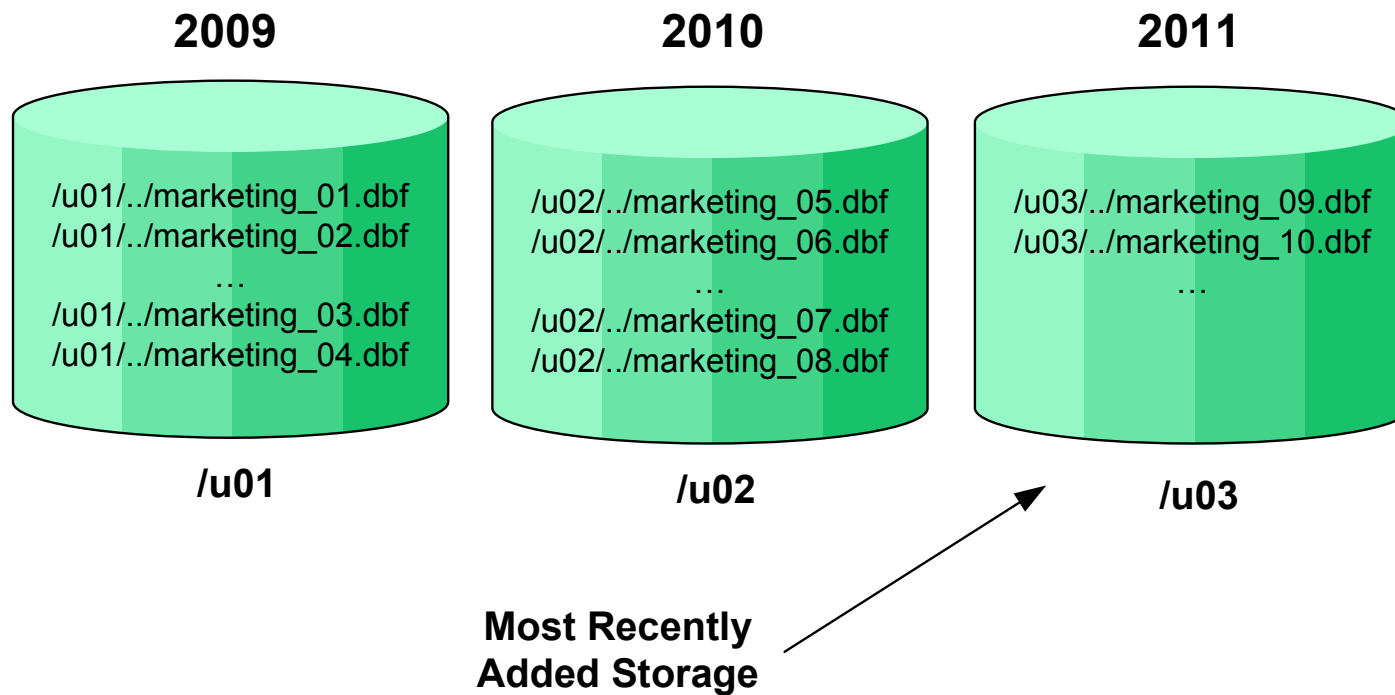 2009
/u01/../marketing_01.dbf
/u01/../marketing_02.dbf
…
/u01/../marketing_03.dbf
/u01/../marketing_04.dbf
/u01
2010
/u02/../marketing_05.dbf
/u02/../marketing_06.dbf
…
/u02/../marketing_07.dbf
/u02/../marketing_08.dbf
/u02
2011
/u03/../marketing_09.dbf
/u03/../marketing_10.dbf
…
/u03
Most Recently
Added Storage